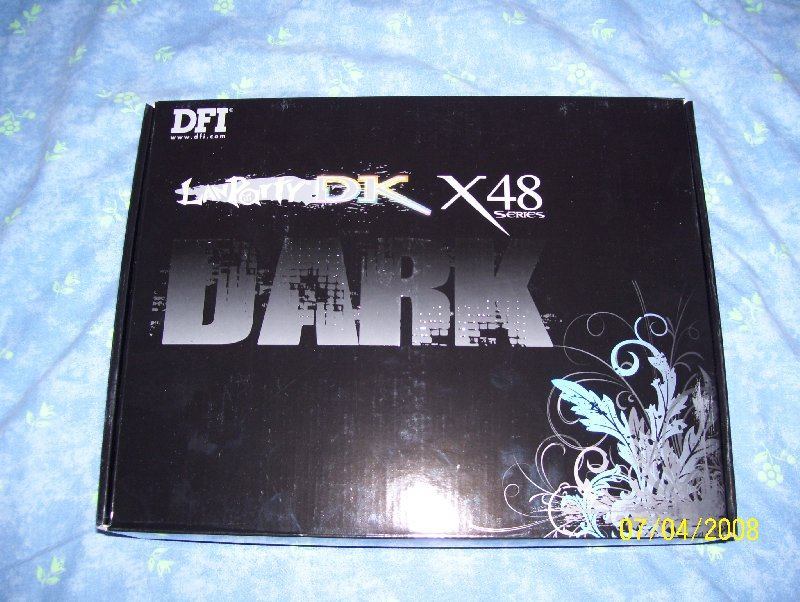 DFI
www.dfi.com
LANPARTY DK X48
SERIES
DARK
07/04/2008